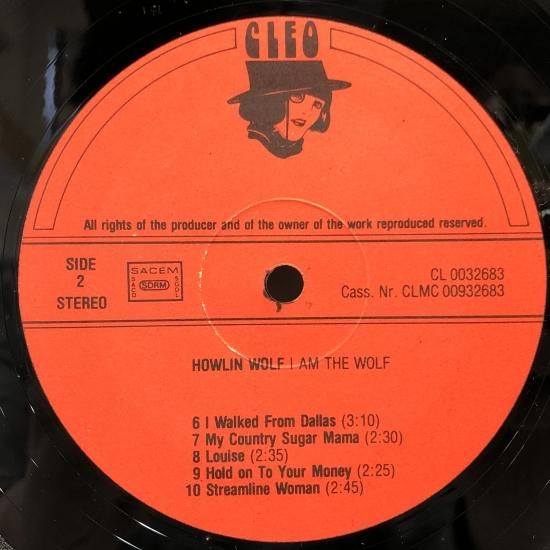 CLEO
All rights of the producer and of the owner of the work reproduced reserved.
SIDE
2
STEREO
SACEM
SACD
SDRM
SGDL
CL 0032683
Cass. Nr. CLMC 00932683
HOWLIN WOLF I AM THE WOLF
6 I Walked From Dallas (3:10)
7 My Country Sugar Mama (2:30)
8 Louise (2:35)
9 Hold on To Your Money (2:25)
10 Streamline Woman (2:45)